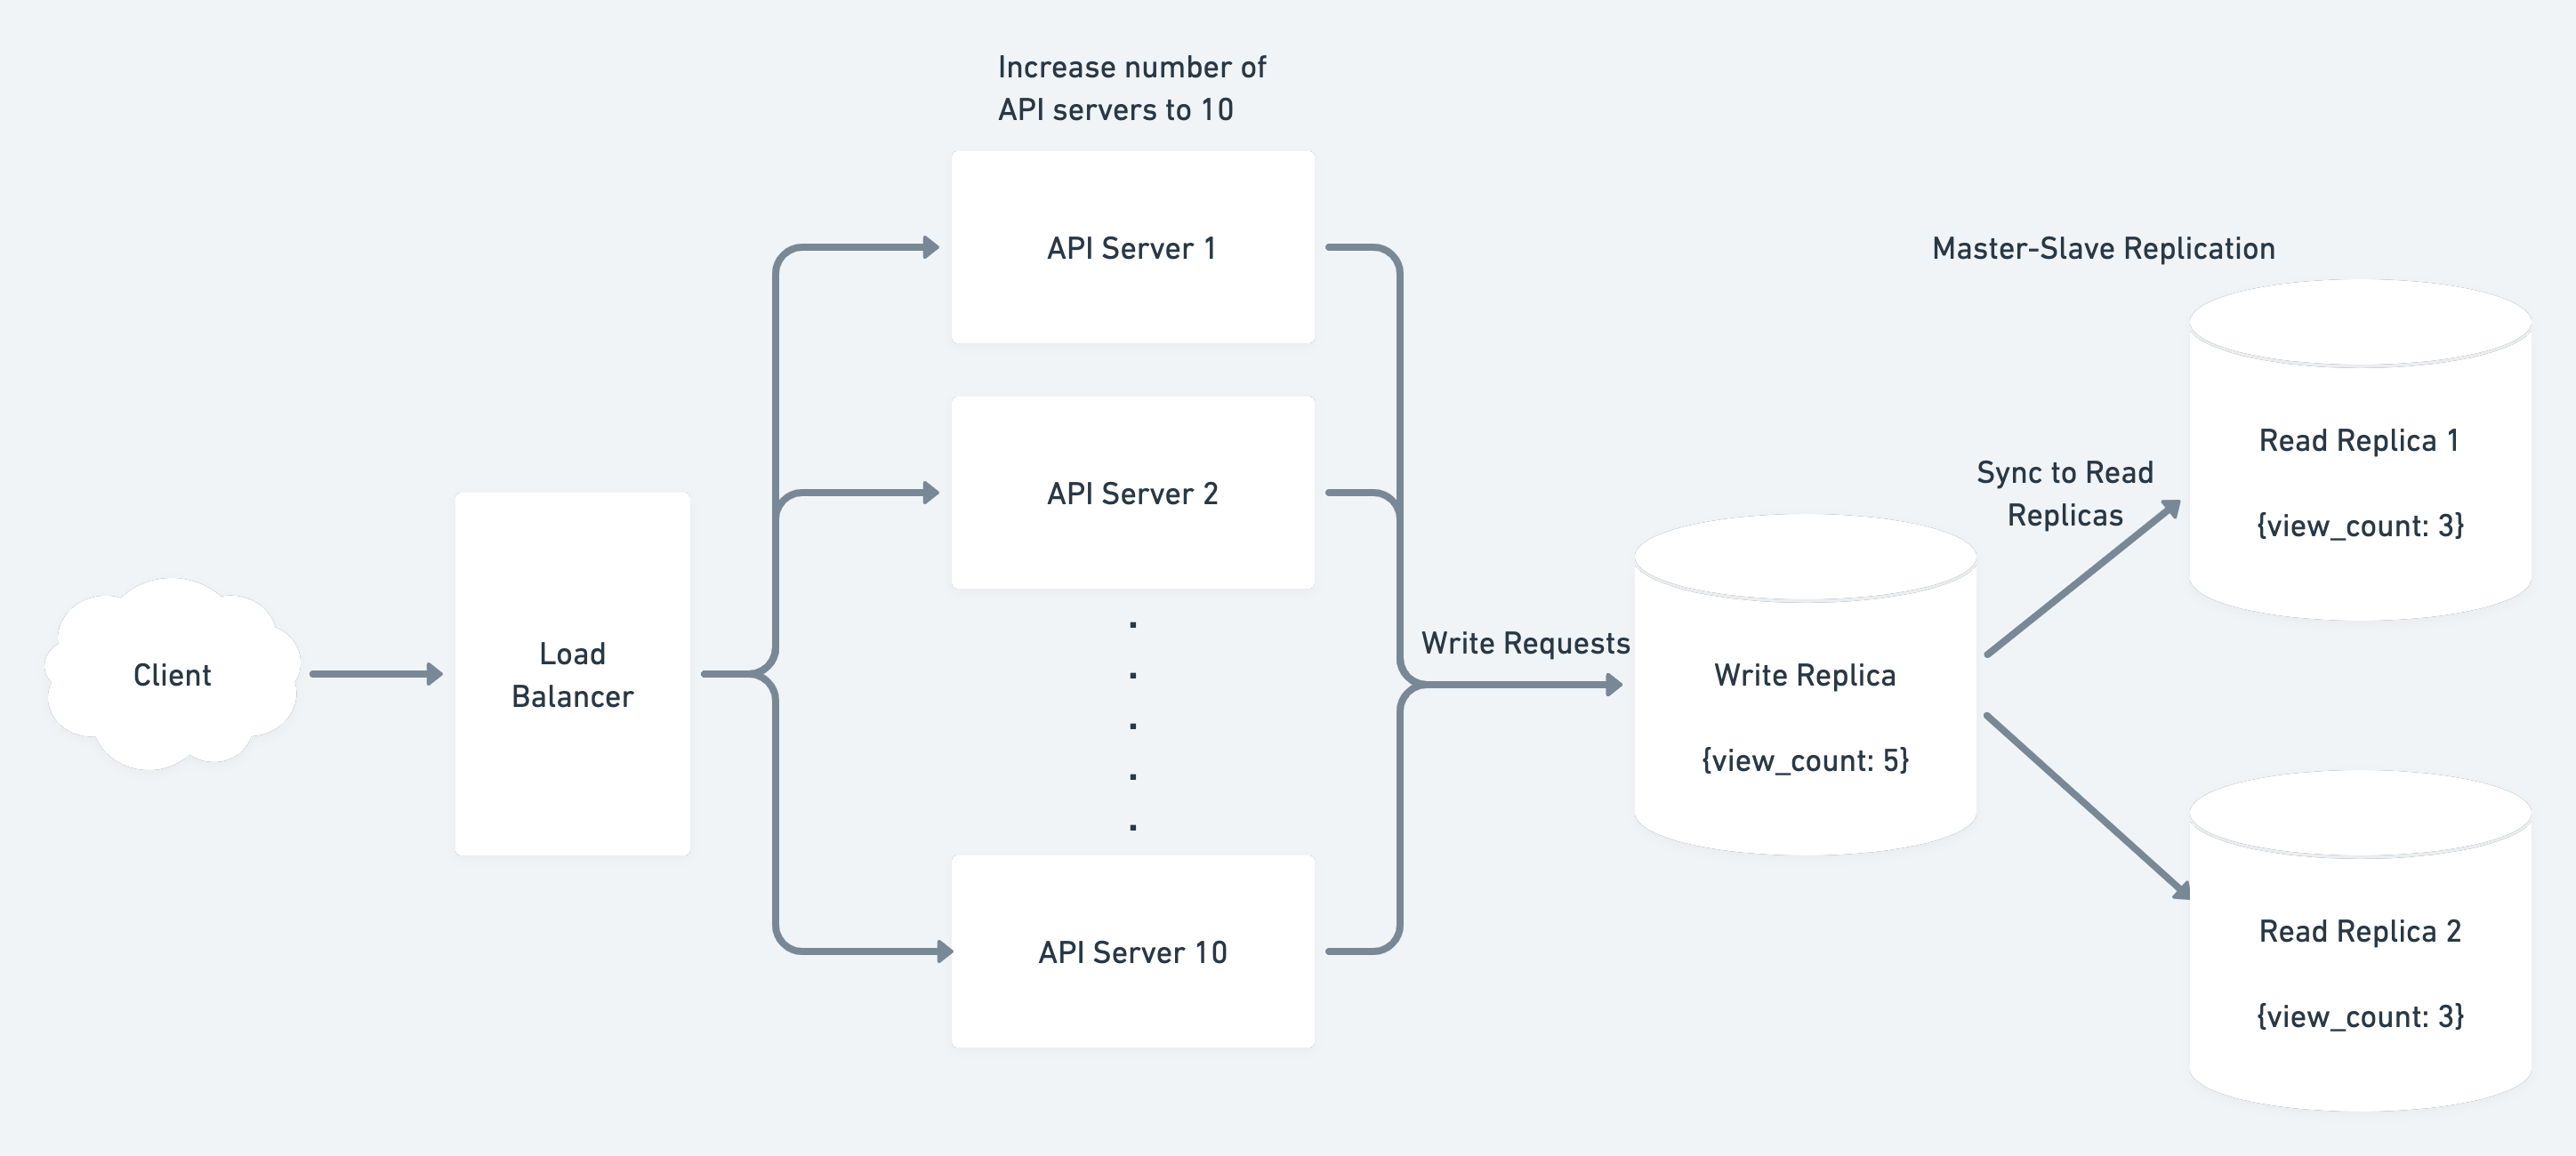 Increase number of
API servers to 10
API Server 1
API Server 2
.
.
.
.
.
API Server 10
Client
Load
Balancer
Write Requests
Write Replica
{view_count: 5}
Master-Slave Replication
Sync to Read
Replicas
Read Replica 1
{view_count: 3}
Read Replica 2
{view_count: 3}